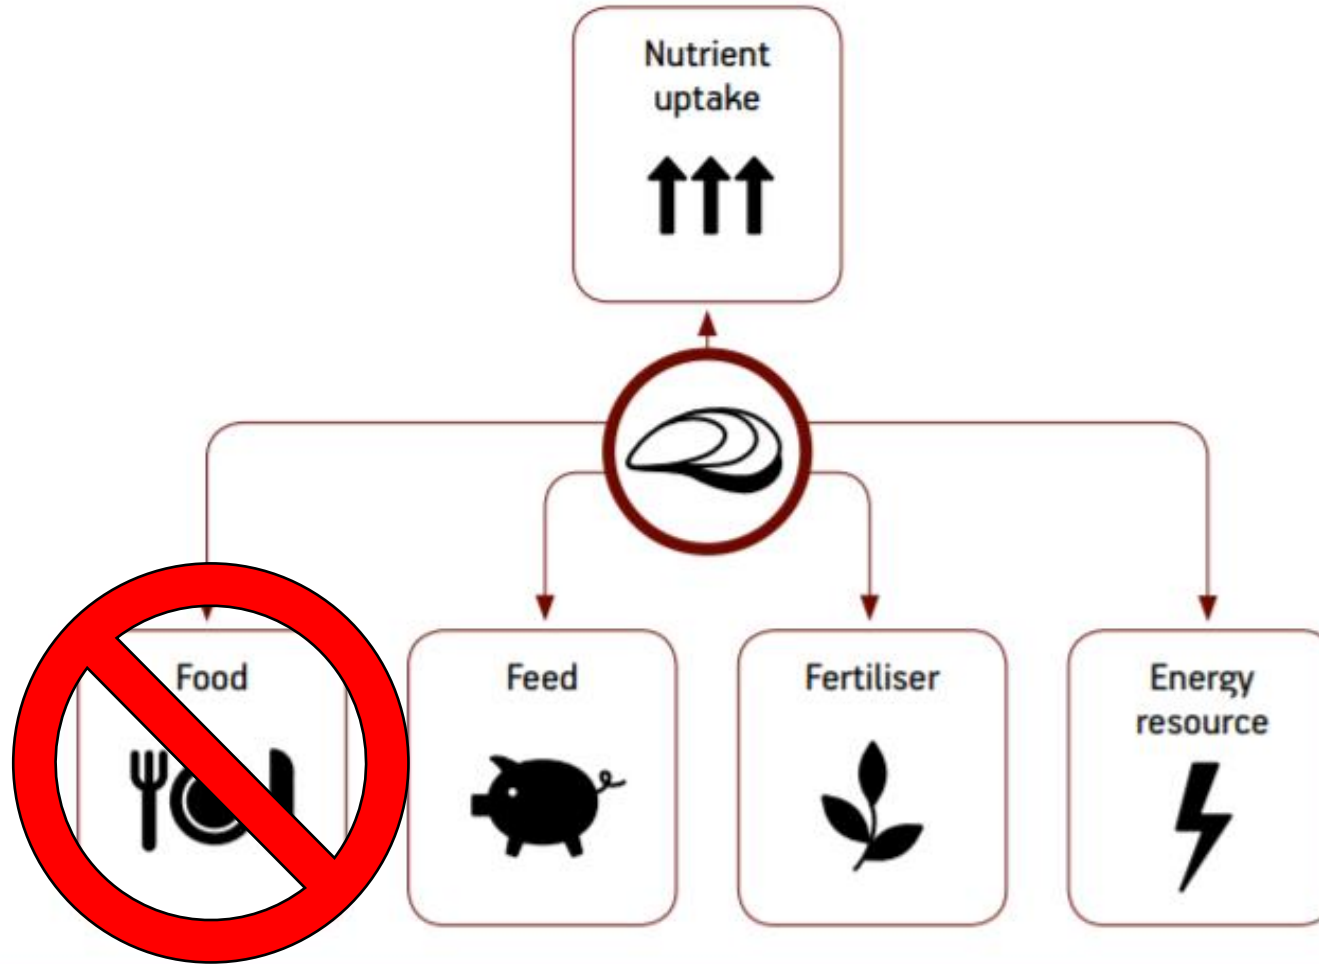 Nutrient
uptake
Food
Feed
Fertiliser
Energy
resource